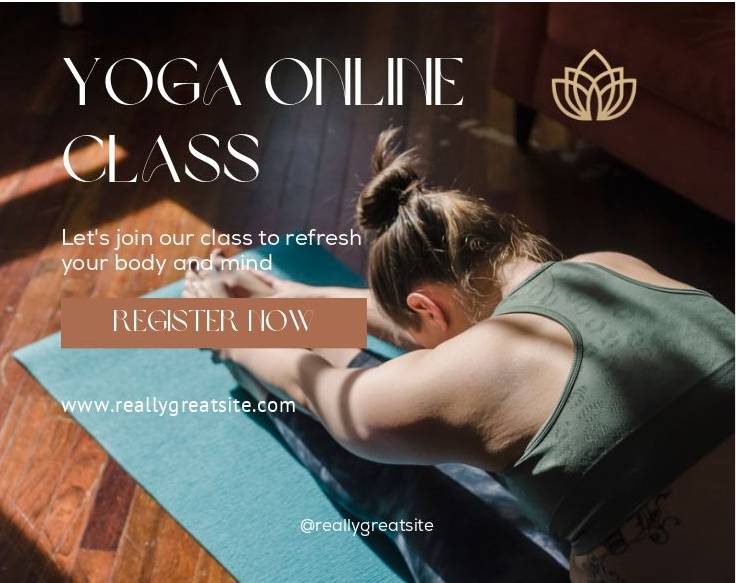 YOGA ONLINE
CLASS
Let's join our class to refresh
your body and mind
REGISTER NOW
www.reallygreatsite.com
@reallygreatsite